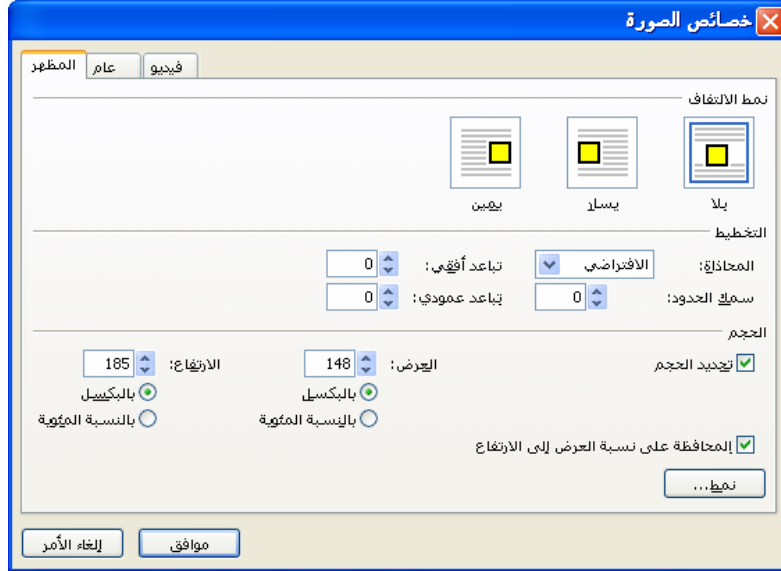 خصائص الصورة
فيديو عام المظهر
نمط الالتفاف
بلا يسار يمين
التخطيط
المحاذاة: الافتراضي تباعد أفقي: 0
سمك الحدود: 0 تباعد عمودي: 0
الحجم
تحديد الحجم العرض: 148 الارتفاع: 185
بالبكسل بالبكسل
بالنسبة المئوية بالنسبة المئوية
المحافظة على نسبة العرض إلى الارتفاع
نمط...
موافق إلغاء الأمر